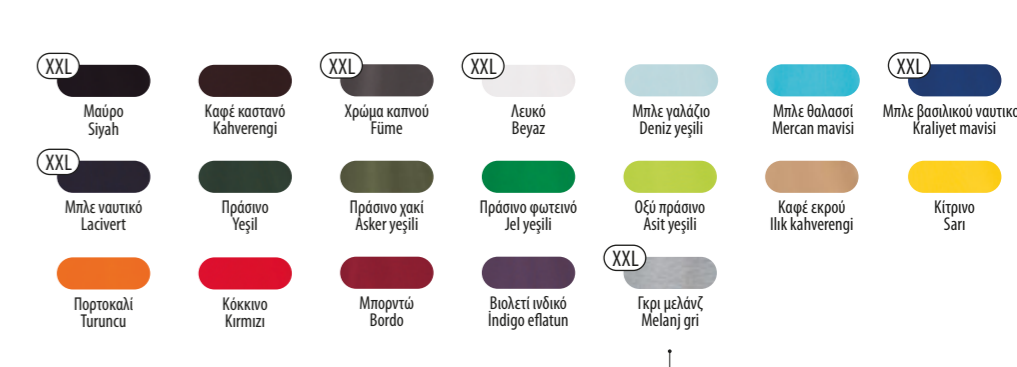 XXL XXL XXL XXL
Μαύρο Καφέ καστανό Χρώμα καπνού Λευκό Μπλε γαλάζιο Μπλε θαλασσί Μπλε βασιλικού ναυτικο
Siyah Kahverengi Füme Beyaz Deniz yeşili Mercan mavisi Kraliyet mavisi
XXL
Μπλε ναυτικό Πράσινο Πράσινο χακί Πράσινο φωτεινό Οξύ πράσινο Καφέ εκρού Κίτρινο
Lacivert Yeşil Asker yeşili Jel yeşili Asit yeşili Ilık kahverengi Sarı
XXL
Πορτοκαλί Κόκκινο Μπορντώ Βιολετί ινδικό Γκρι μελάνζ
Turuncu Kırmızı Bordo İndigo eflatun Melanj gri